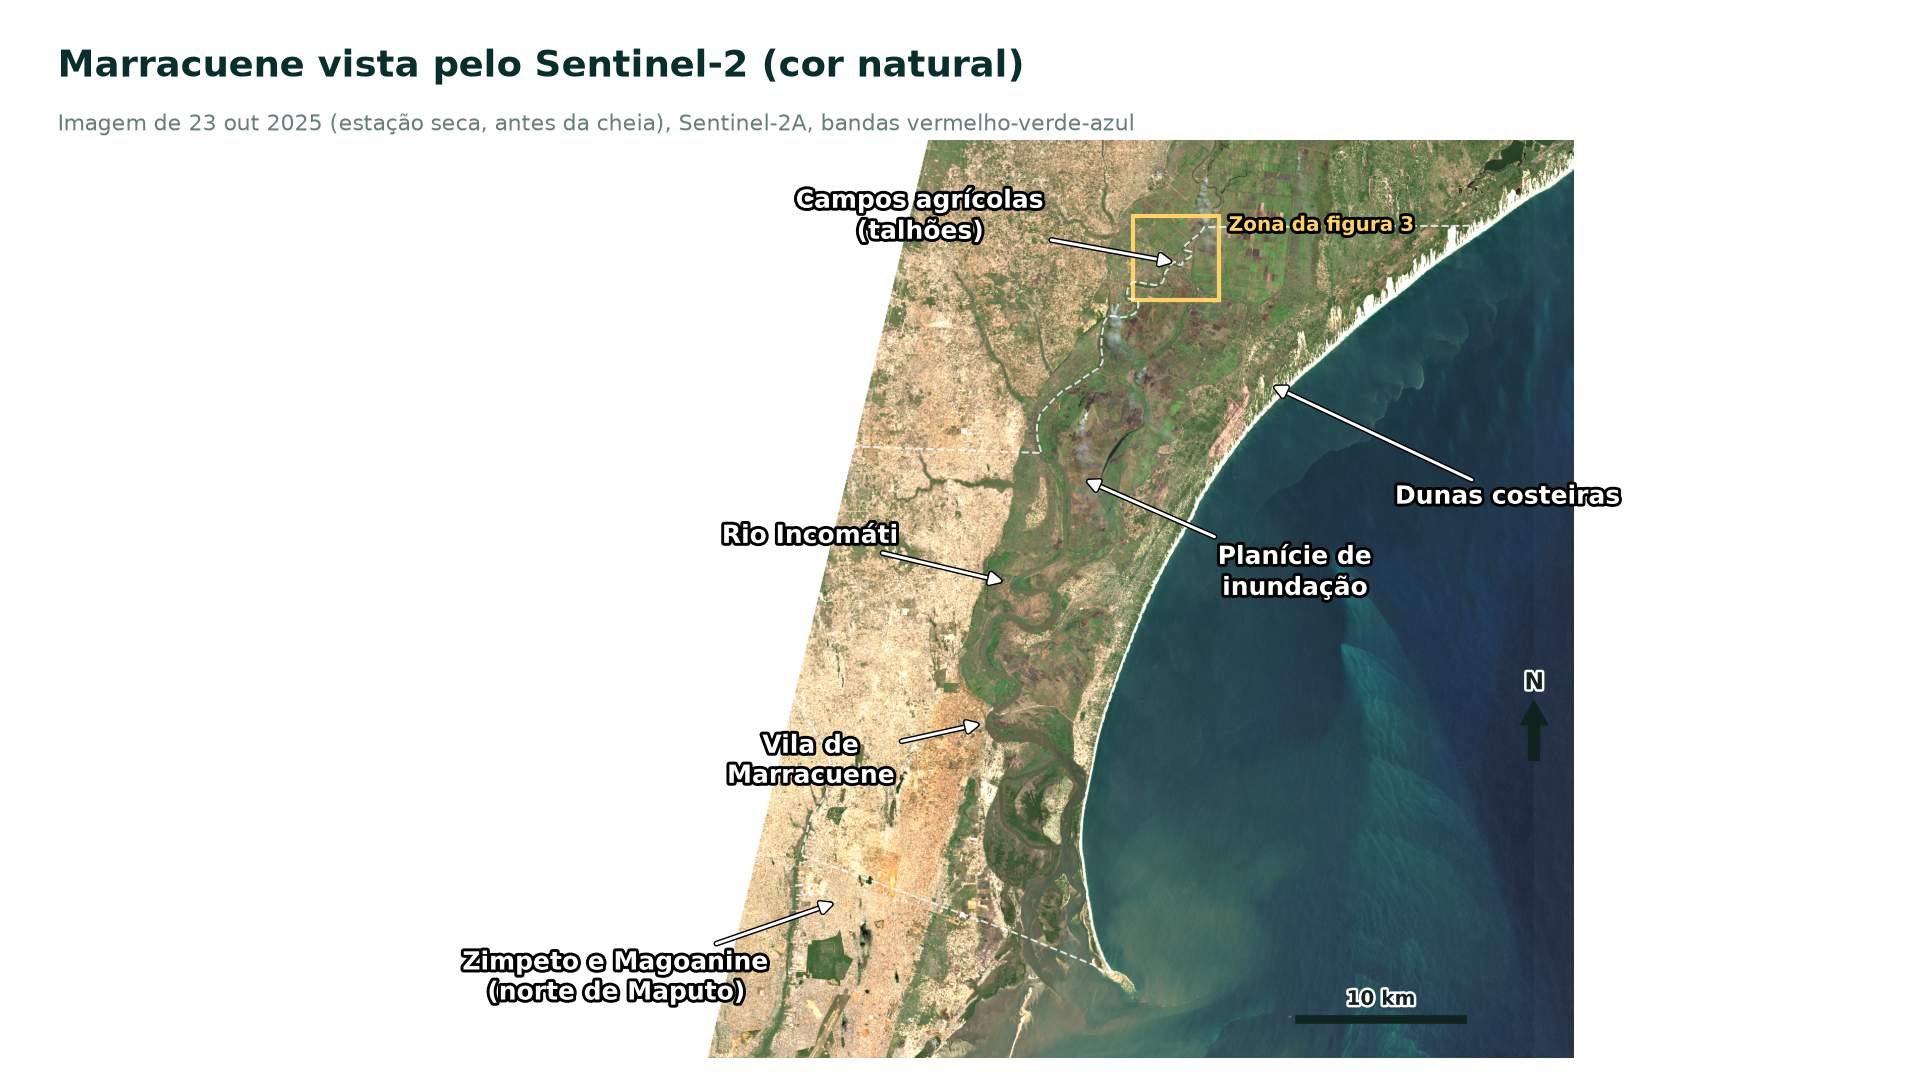 Marracuene vista pelo Sentinel-2 (cor natural)
Imagem de 23 out 2025 (estação seca, antes da cheia), Sentinel-2A, bandas vermelho-verde-azul
Campos agrícolas
(talhões)
Zona da figura 3
Dunas costeiras
Rio Incomáti
Planície de
inundação
N
Vila de
Marracuene
Zimpeto e Magoanine
(norte de Maputo)
10 km